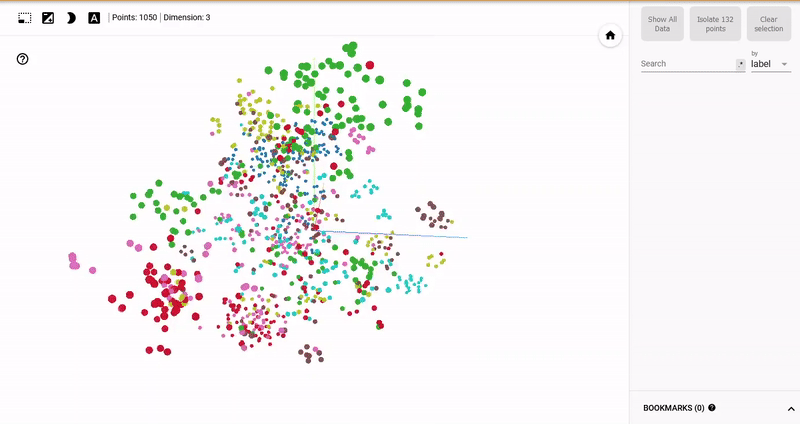 A
Points: 1050
Dimension: 3
Show All
Data
Isolate 132
points
Clear
selection
Search
.*
by
label
BOOKMARKS (0)